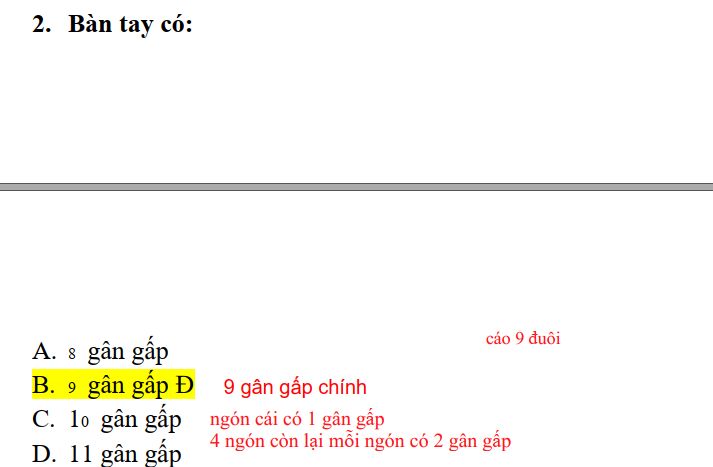 2. Bàn tay có:
cáo 9 đuôi
A. 8 gân gấp
B. 9 gân gấp Đ 9 gân gấp chính
C. 10 gân gấp ngón cái có 1 gân gấp
4 ngón còn lại mỗi ngón có 2 gân gấp
D. 11 gân gấp